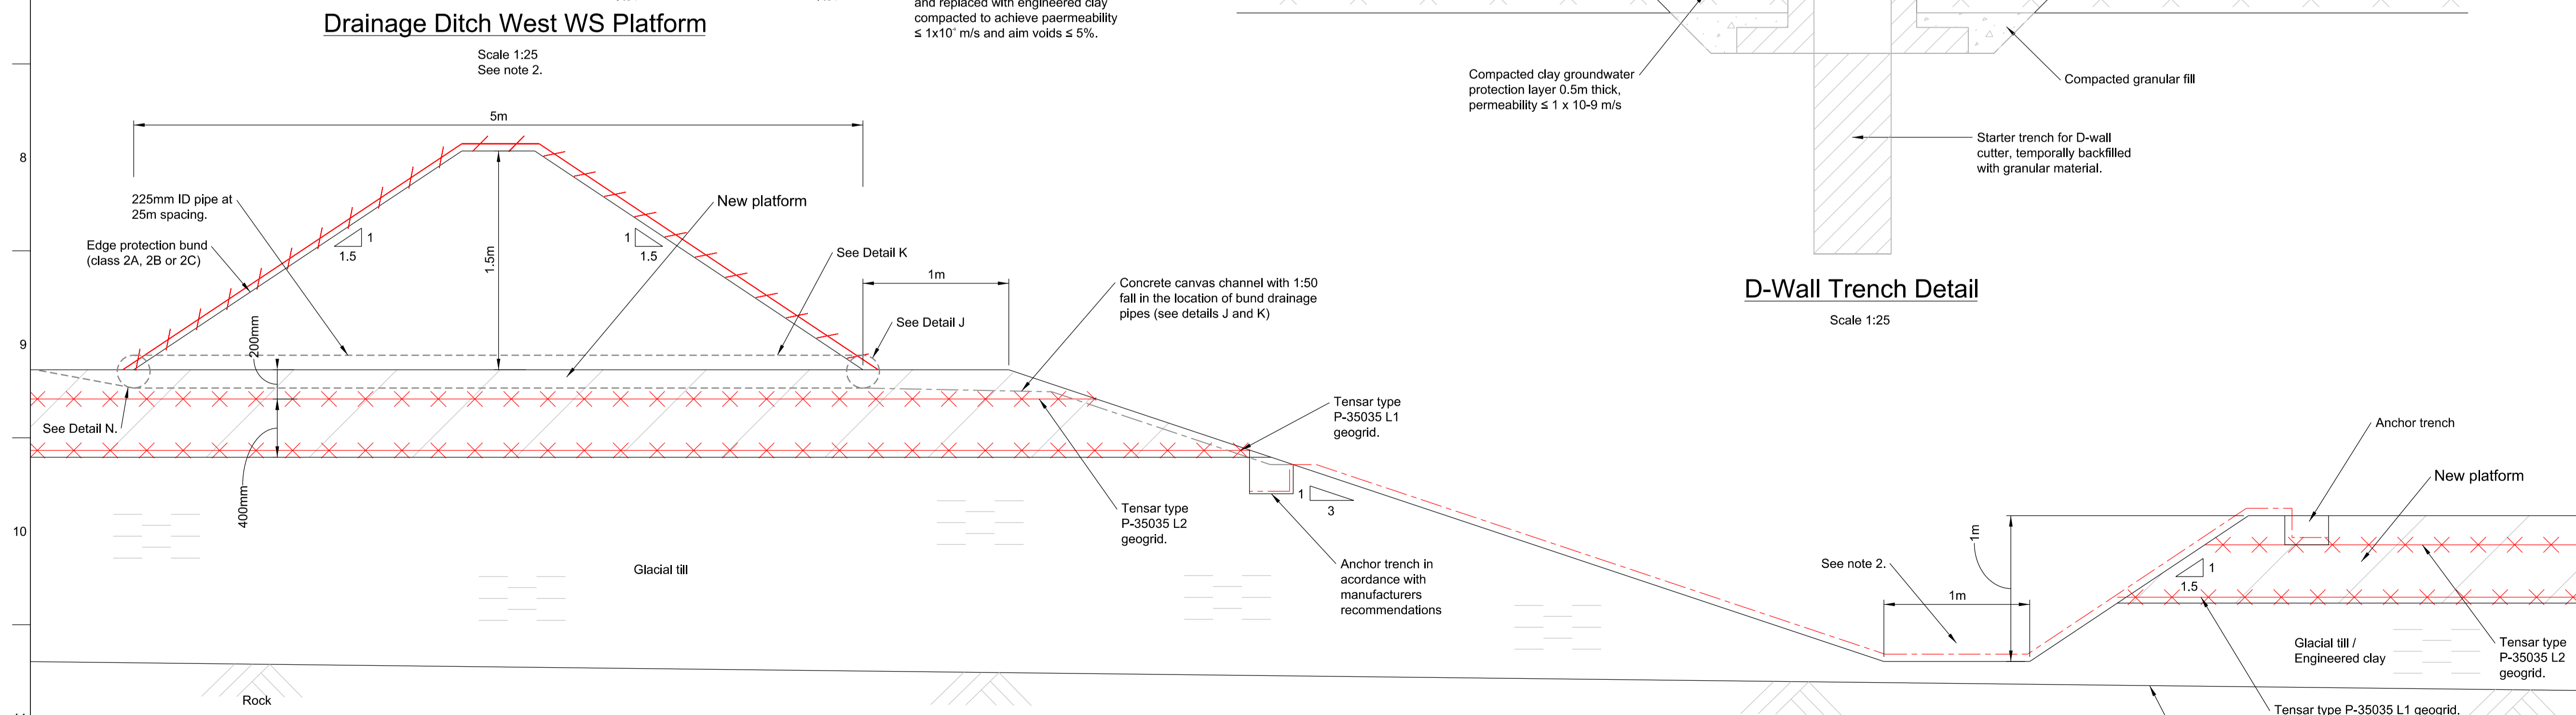 Drainage Ditch West WS Platform
Scale 1:25
See note 2.
and replaced with engineered clay
compacted to achieve paermeability
≤ 1x10⁻ m/s and aim voids ≤ 5%.
Compacted clay groundwater
protection layer 0.5m thick,
permeability ≤ 1 x 10-9 m/s
Compacted granular fill
Starter trench for D-wall
cutter, temporally backfilled
with granular material.
D-Wall Trench Detail
Scale 1:25
8
9
10
5m
225mm ID pipe at
25m spacing.
Edge protection bund
(class 2A, 2B or 2C)
1
1.5
1.5m
1
1.5
New platform
See Detail K
1m
See Detail J
Concrete canvas channel with 1:50
fall in the location of bund drainage
pipes (see details J and K)
200mm
See Detail N.
400mm
Tensar type
P-35035 L1
geogrid.
Tensar type
P-35035 L2
geogrid.
1
3
Anchor trench in
acordance with
manufacturers
recommendations
Glacial till
Rock
See note 2.
1m
1m
1
1.5
Anchor trench
New platform
Glacial till /
Engineered clay
Tensar type
P-35035 L2
geogrid.
Tensar type P-35035 L1 geogrid.